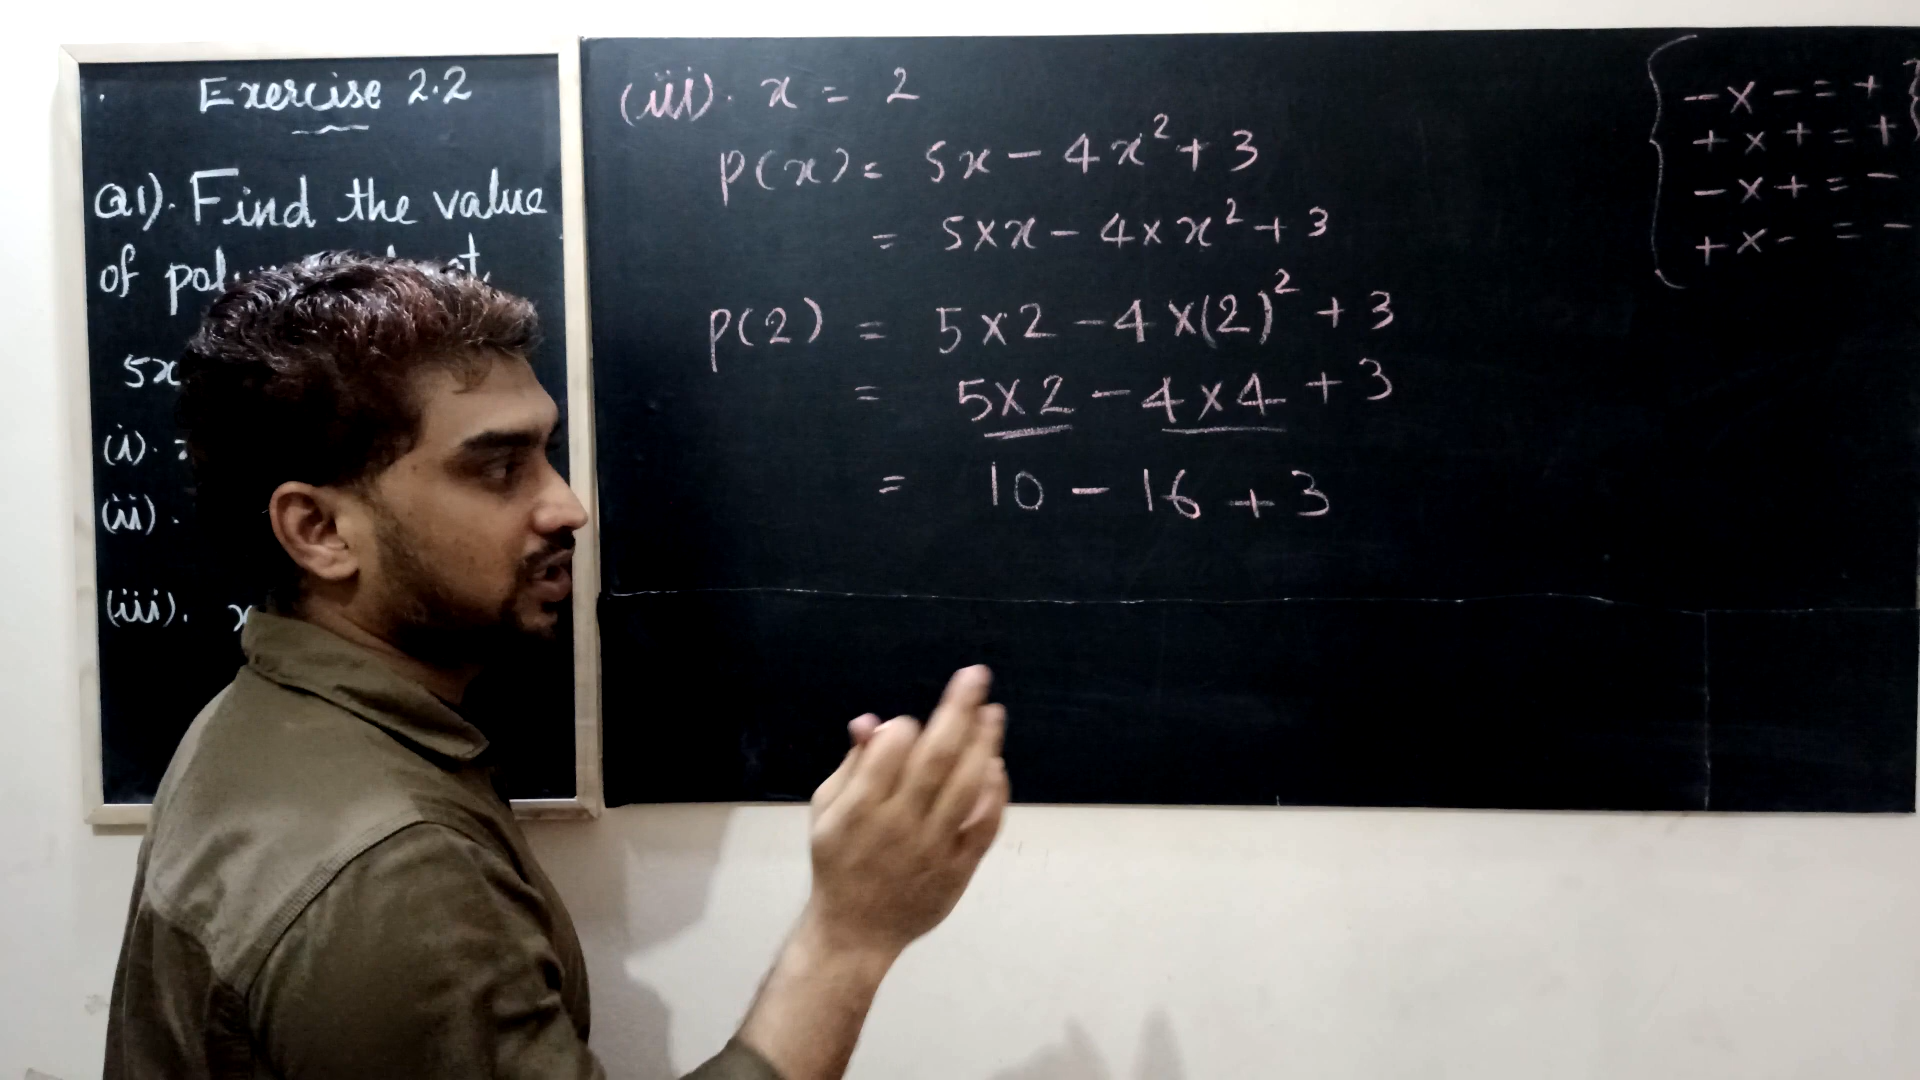 Exercise 2.2
Q1). Find the value
of
5x
(i).
(ii).
(iii). x
(iii). x = 2
p(x) = 5x - 4x² + 3
= 5×x - 4×x² + 3
p(2) = 5×2 - 4×(2)² + 3
= 5×2 - 4×4 + 3
= 10 - 16 + 3
- × - = +
+ × + = +
- × + = -
+ × - = -